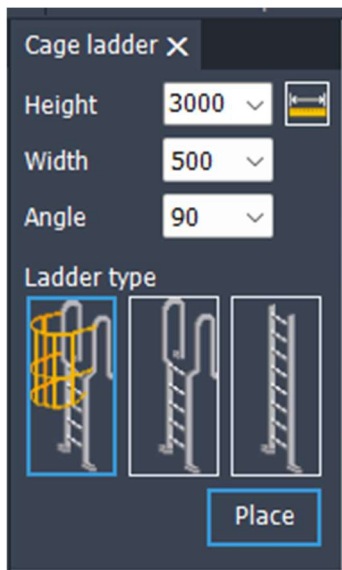 Cage ladder
Height 3000
Width 500
Angle 90
Ladder type
Place